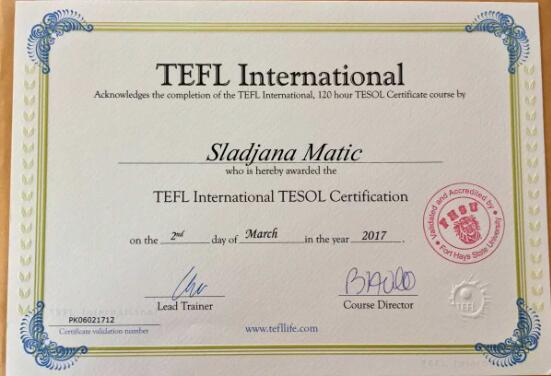 TEFL International
Acknowledges the completion of the TEFL International, 120 hour TESOL Certificate course by
Sladjana Matic
who is hereby awarded the
TEFL International TESOL Certification
on the 2nd day of March in the year 2017.
Validated and Accredited by
FHSU
Fort Hays State University
Lead Trainer
Course Director
TEFL
PK06021712
Certificate validation number
www.tefllife.com